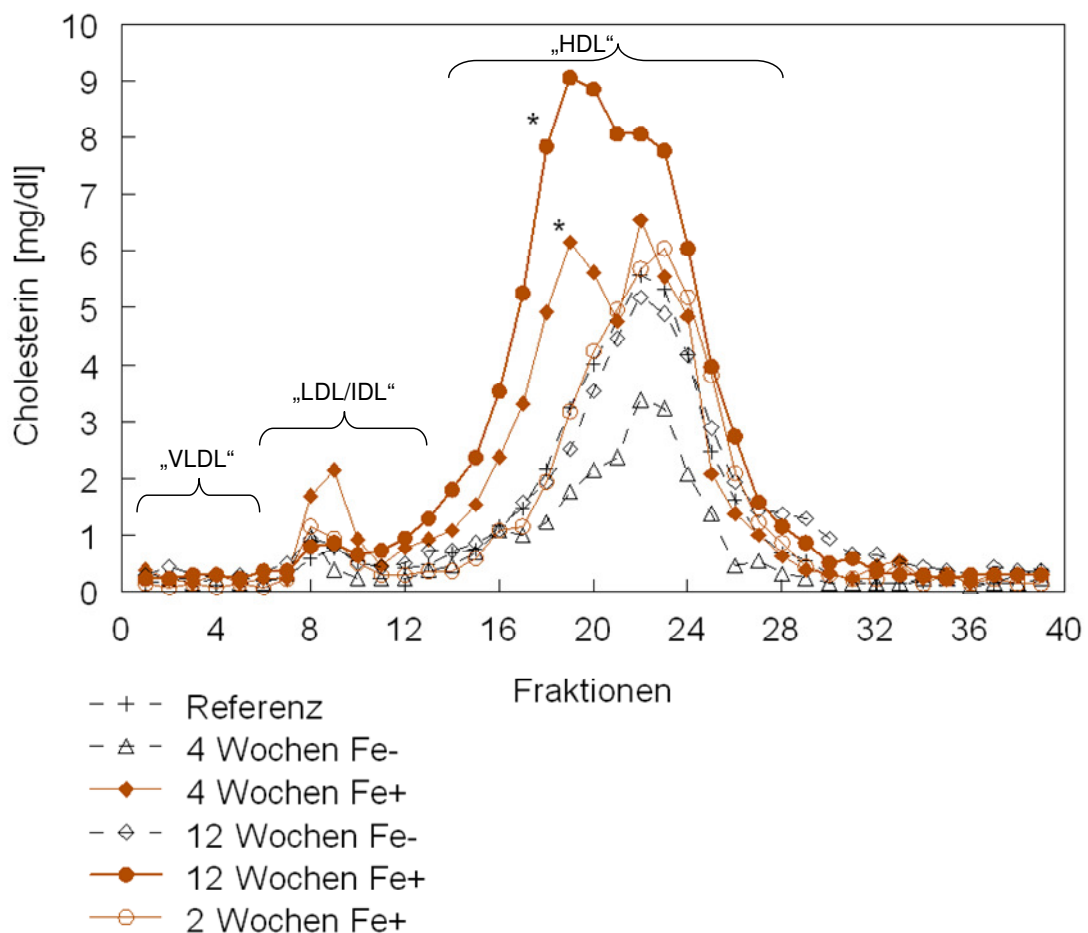 10
9
8
7
6
5
4
3
2
1
0
Cholesterin [mg/dl]
„HDL“
*
*
„LDL/IDL“
„VLDL“
0 4 8 12 16 20 24 28 32 36 40
Fraktionen
Referenz
4 Wochen Fe-
4 Wochen Fe+
12 Wochen Fe-
12 Wochen Fe+
2 Wochen Fe+